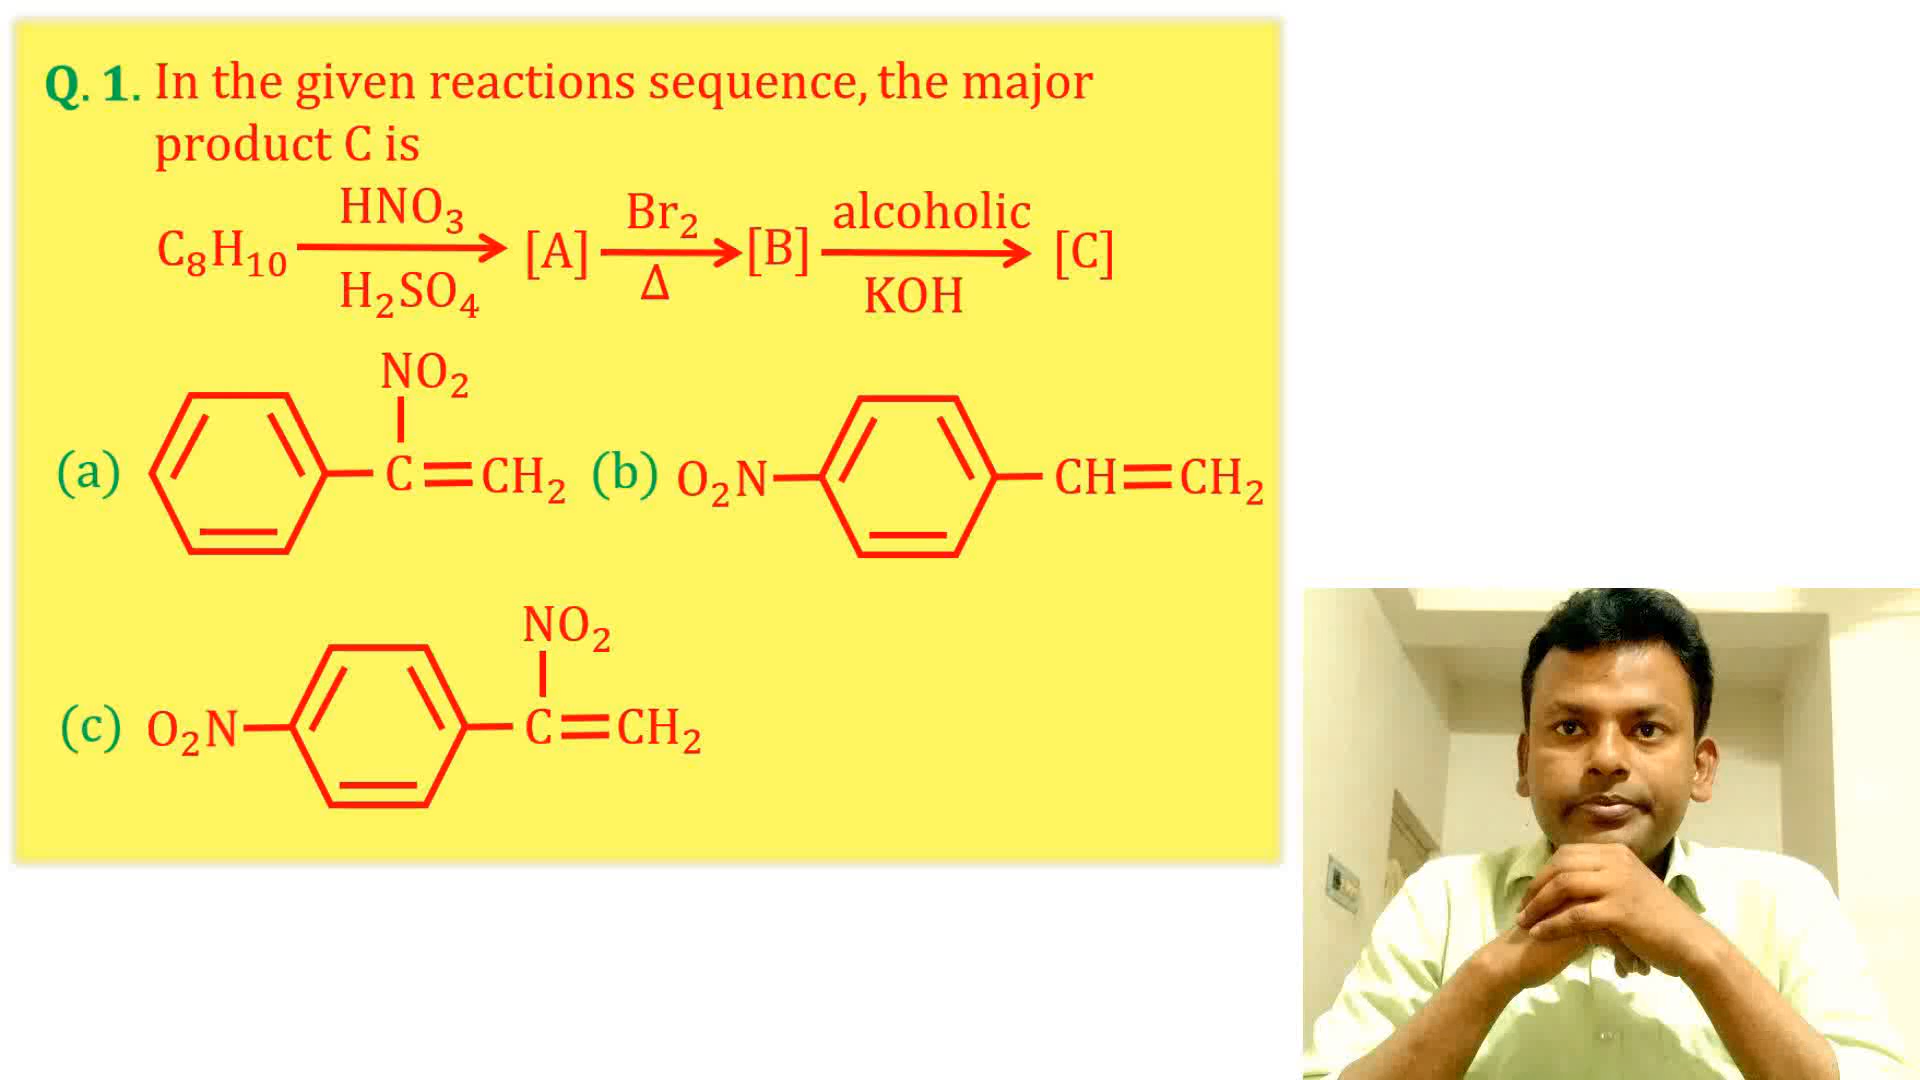 Q. 1. In the given reactions sequence, the major
product C is
C₈H₁₀ HNO₃ H₂SO₄ [A] Br₂ Δ [B] alcoholic KOH [C]
(a) NO₂ C=CH₂ (b) O₂N CH=CH₂
(c) O₂N NO₂ C=CH₂